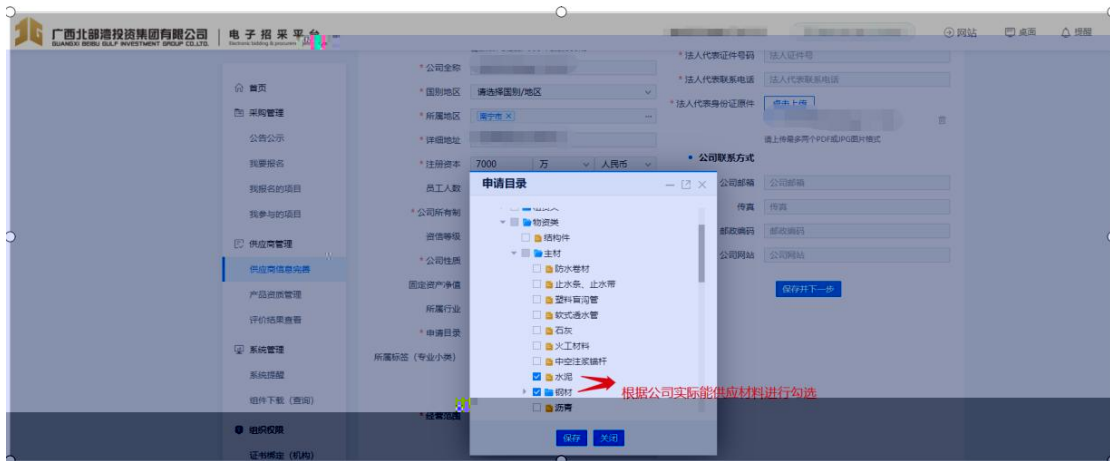 广西北部湾投资集团有限公司
GUANGXI BEIBU GULF INVESTMENT GROUP CO.,LTD.
电子招采平台
网站
桌面
提醒
首页
采购管理
公告公示
我要报名
我报名的项目
我参与的项目
供应商管理
供应商信息完善
产品资质管理
评价结果查看
系统管理
系统提醒
组件下载（查询）
组织权限
证书绑定（机构）
* 公司全称
* 国别地区 请选择国别/地区
* 所属地区 南宁市 ×
* 详细地址
* 注册资本 7000 万 人民币
员工人数
* 公司所有制
资信等级
* 公司性质
固定资产净值
所属行业
* 申请目录
所属标签（专业小类）
* 经营范围
* 法人代表证件号码 法人证件号
* 法人代表联系电话 法人代表联系电话
* 法人代表身份证原件 点击上传
请上传最多两个PDF或JPG图片格式
• 公司联系方式
公司邮箱 公司邮箱
传真 传真
邮政编码 邮政编码
公司网站 公司网站
保存并下一步
申请目录
物资类
结构件
主材
防水卷材
止水条、止水带
塑料盲沟管
软式透水管
石灰
火工材料
中空注浆锚杆
水泥
钢材
沥青
根据公司实际能供应材料进行勾选
保存 关闭